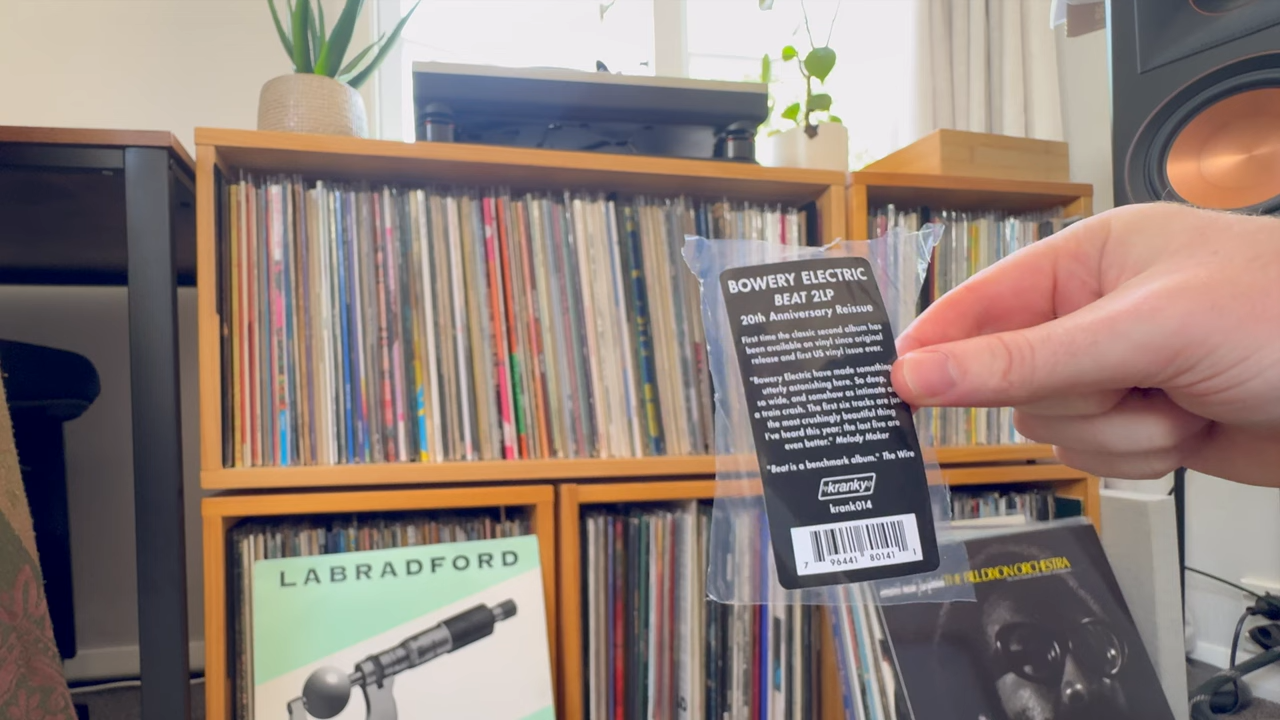 BOWERY ELECTRIC
BEAT 2LP
20th Anniversary Reissue
First time the classic second album has
been available on vinyl since original
release and first US vinyl issue ever.
"Bowery Electric have made something
utterly astonishing here. So deep,
so wide, and somehow as intimate
a train crash. The first six tracks are
the most crushingly beautiful thing
I've heard this year; the last five are
even better." Melody Maker
"Beat is a benchmark album." The Wire
kranky
krank014
7 96441 80141 1
LABRADFORD
THE BILL DIXON ORCHESTRA